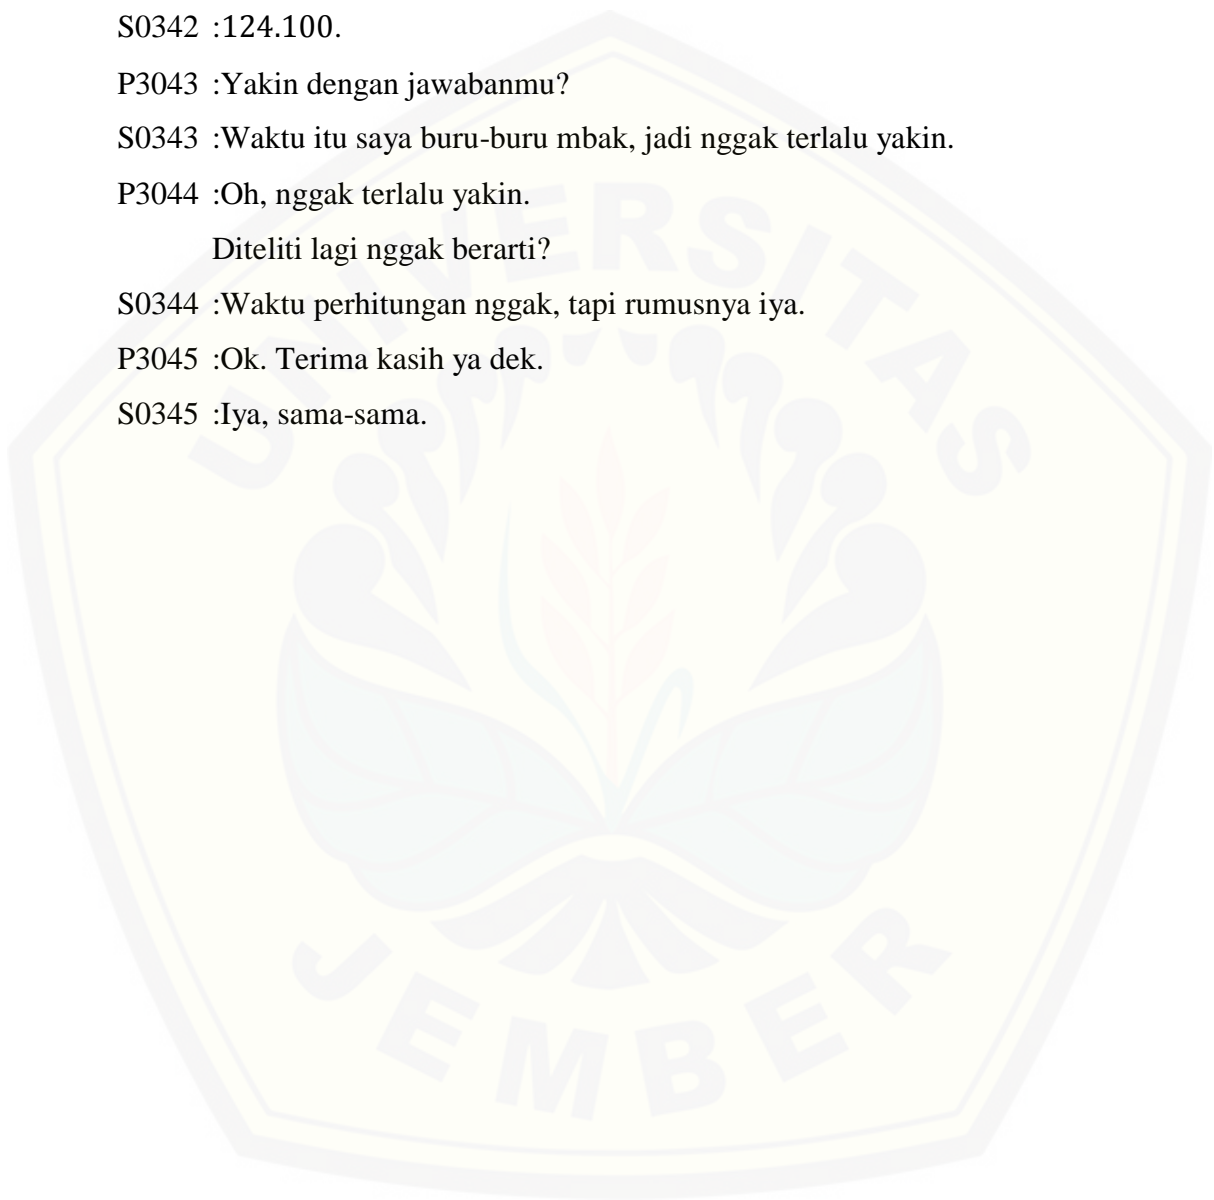 S0342 :124.100.
P3043 :Yakin dengan jawabanmu?
S0343 :Waktu itu saya buru-buru mbak, jadi nggak terlalu yakin.
P3044 :Oh, nggak terlalu yakin.
Diteliti lagi nggak berarti?
S0344 :Waktu perhitungan nggak, tapi rumusnya iya.
P3045 :Ok. Terima kasih ya dek.
S0345 :Iya, sama-sama.
UNIVERSITAS
JEMBER